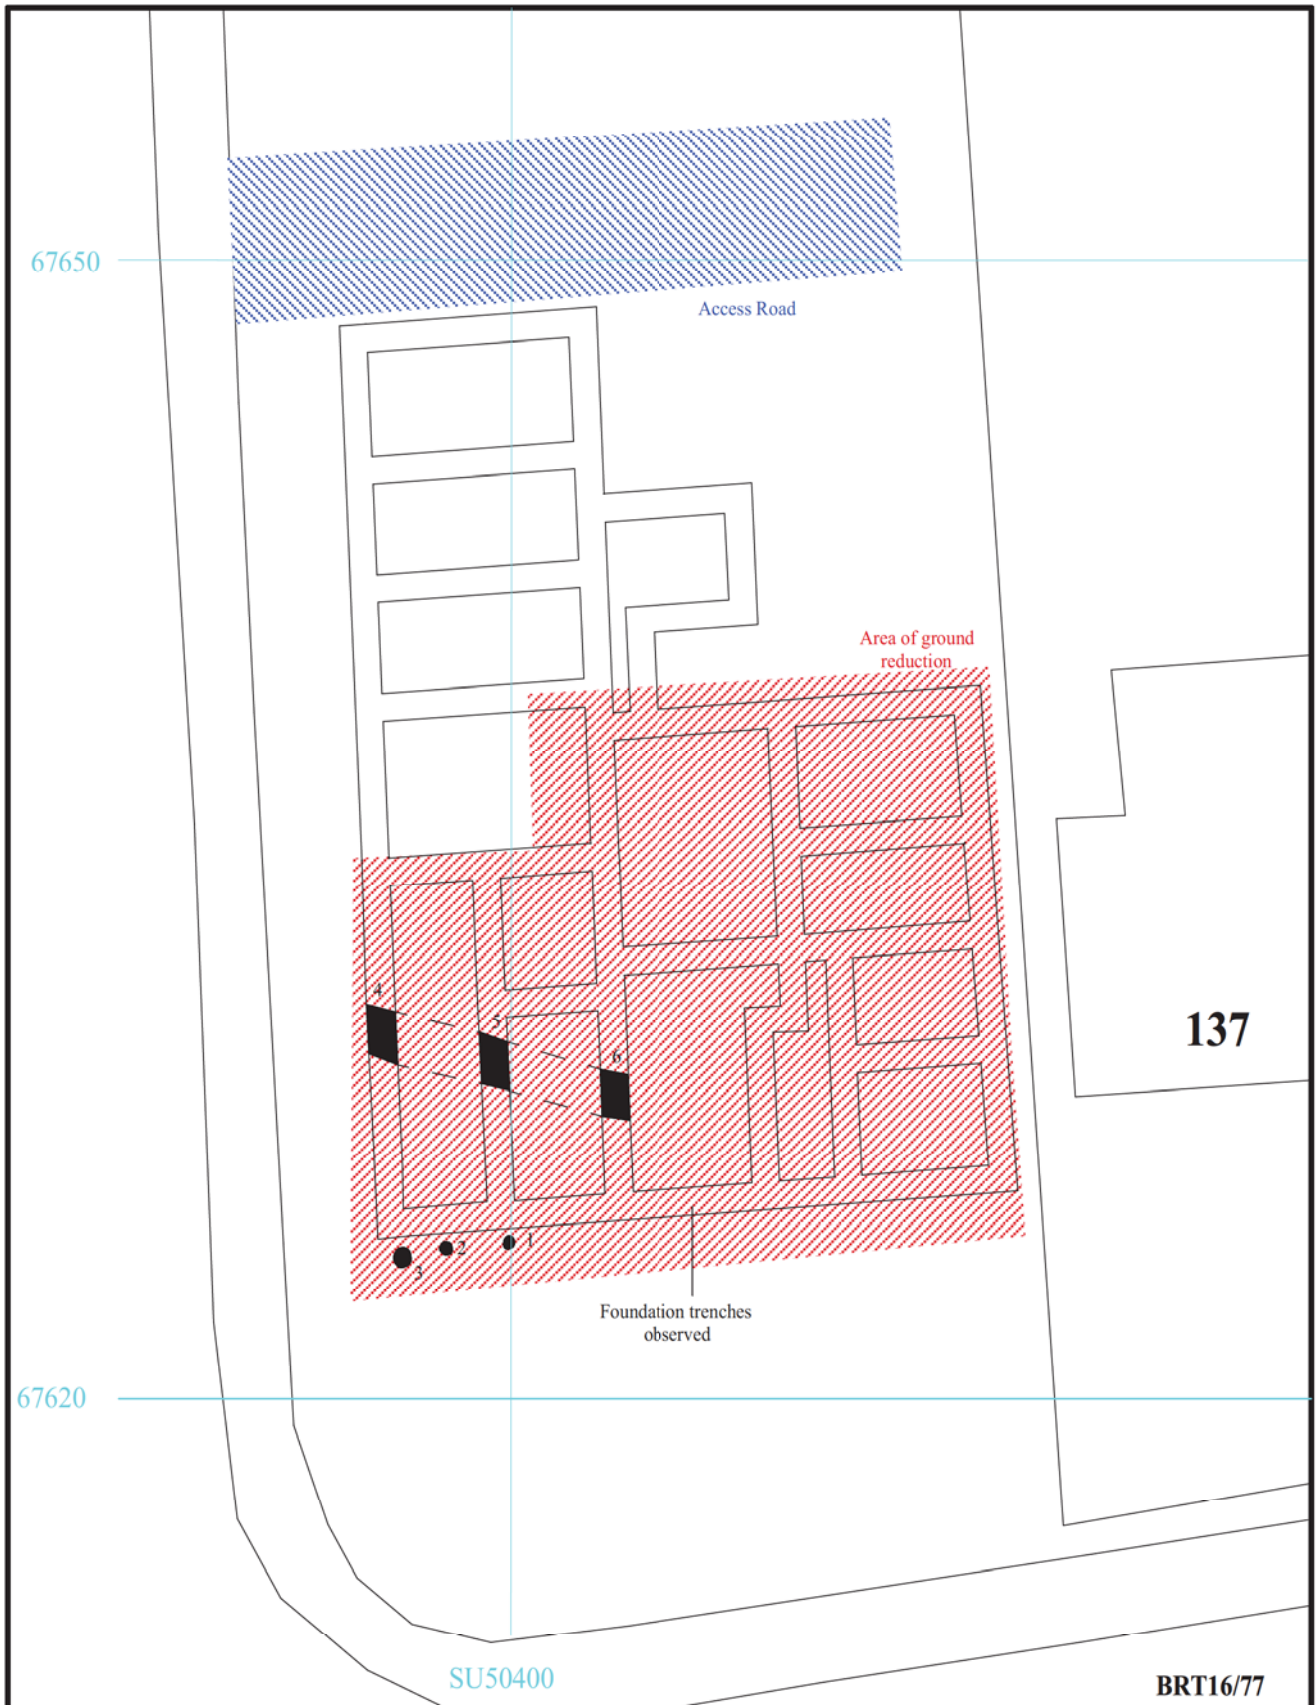 67650
Access Road
Area of ground
reduction
4
5
6
137
1
2
3
Foundation trenches
observed
67620
SU50400
BRT16/77